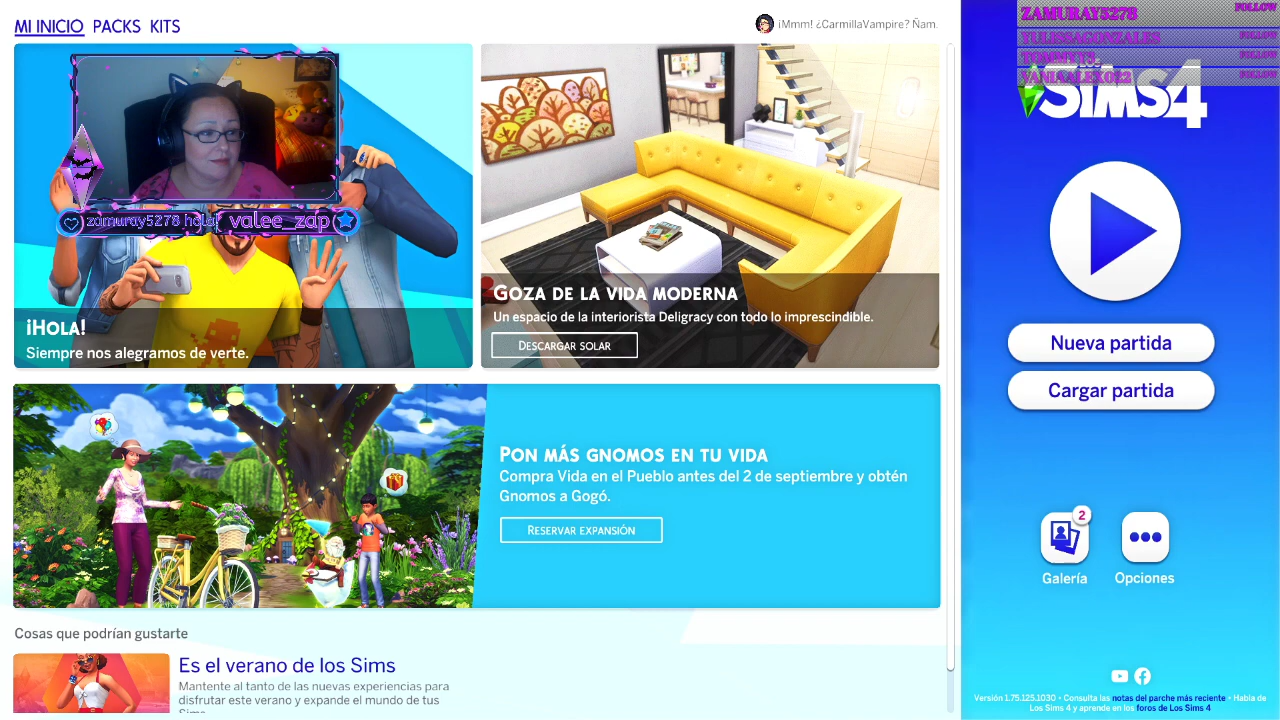 MI INICIO PACKS KITS
¡Mmm! ¿CarmillaVampire? Ñam.
zamuray5278 hola
valee_zap
¡Hola!
Siempre nos alegramos de verte.
Goza de la vida moderna
Un espacio de la interiorista Deligracy con todo lo imprescindible.
Descargar solar
Pon más gnomos en tu vida
Compra Vida en el Pueblo antes del 2 de septiembre y obtén
Gnomos a Gogó.
Reservar expansión
Cosas que podrían gustarte
Es el verano de los Sims
Mantente al tanto de las nuevas experiencias para
disfrutar este verano y expande el mundo de tus
Sims
ZAMURAY5278 FOLLOW
YULISSAGONZALES FOLLOW
TOMMYT3 FOLLOW
VANIAALEX012 FOLLOW
LOS SIMS 4
Nueva partida
Cargar partida
2
Galería
Opciones
Versión 1.75.125.1030 • Consulta las notas del parche más reciente • Habla de
Los Sims 4 y aprende en los foros de Los Sims 4